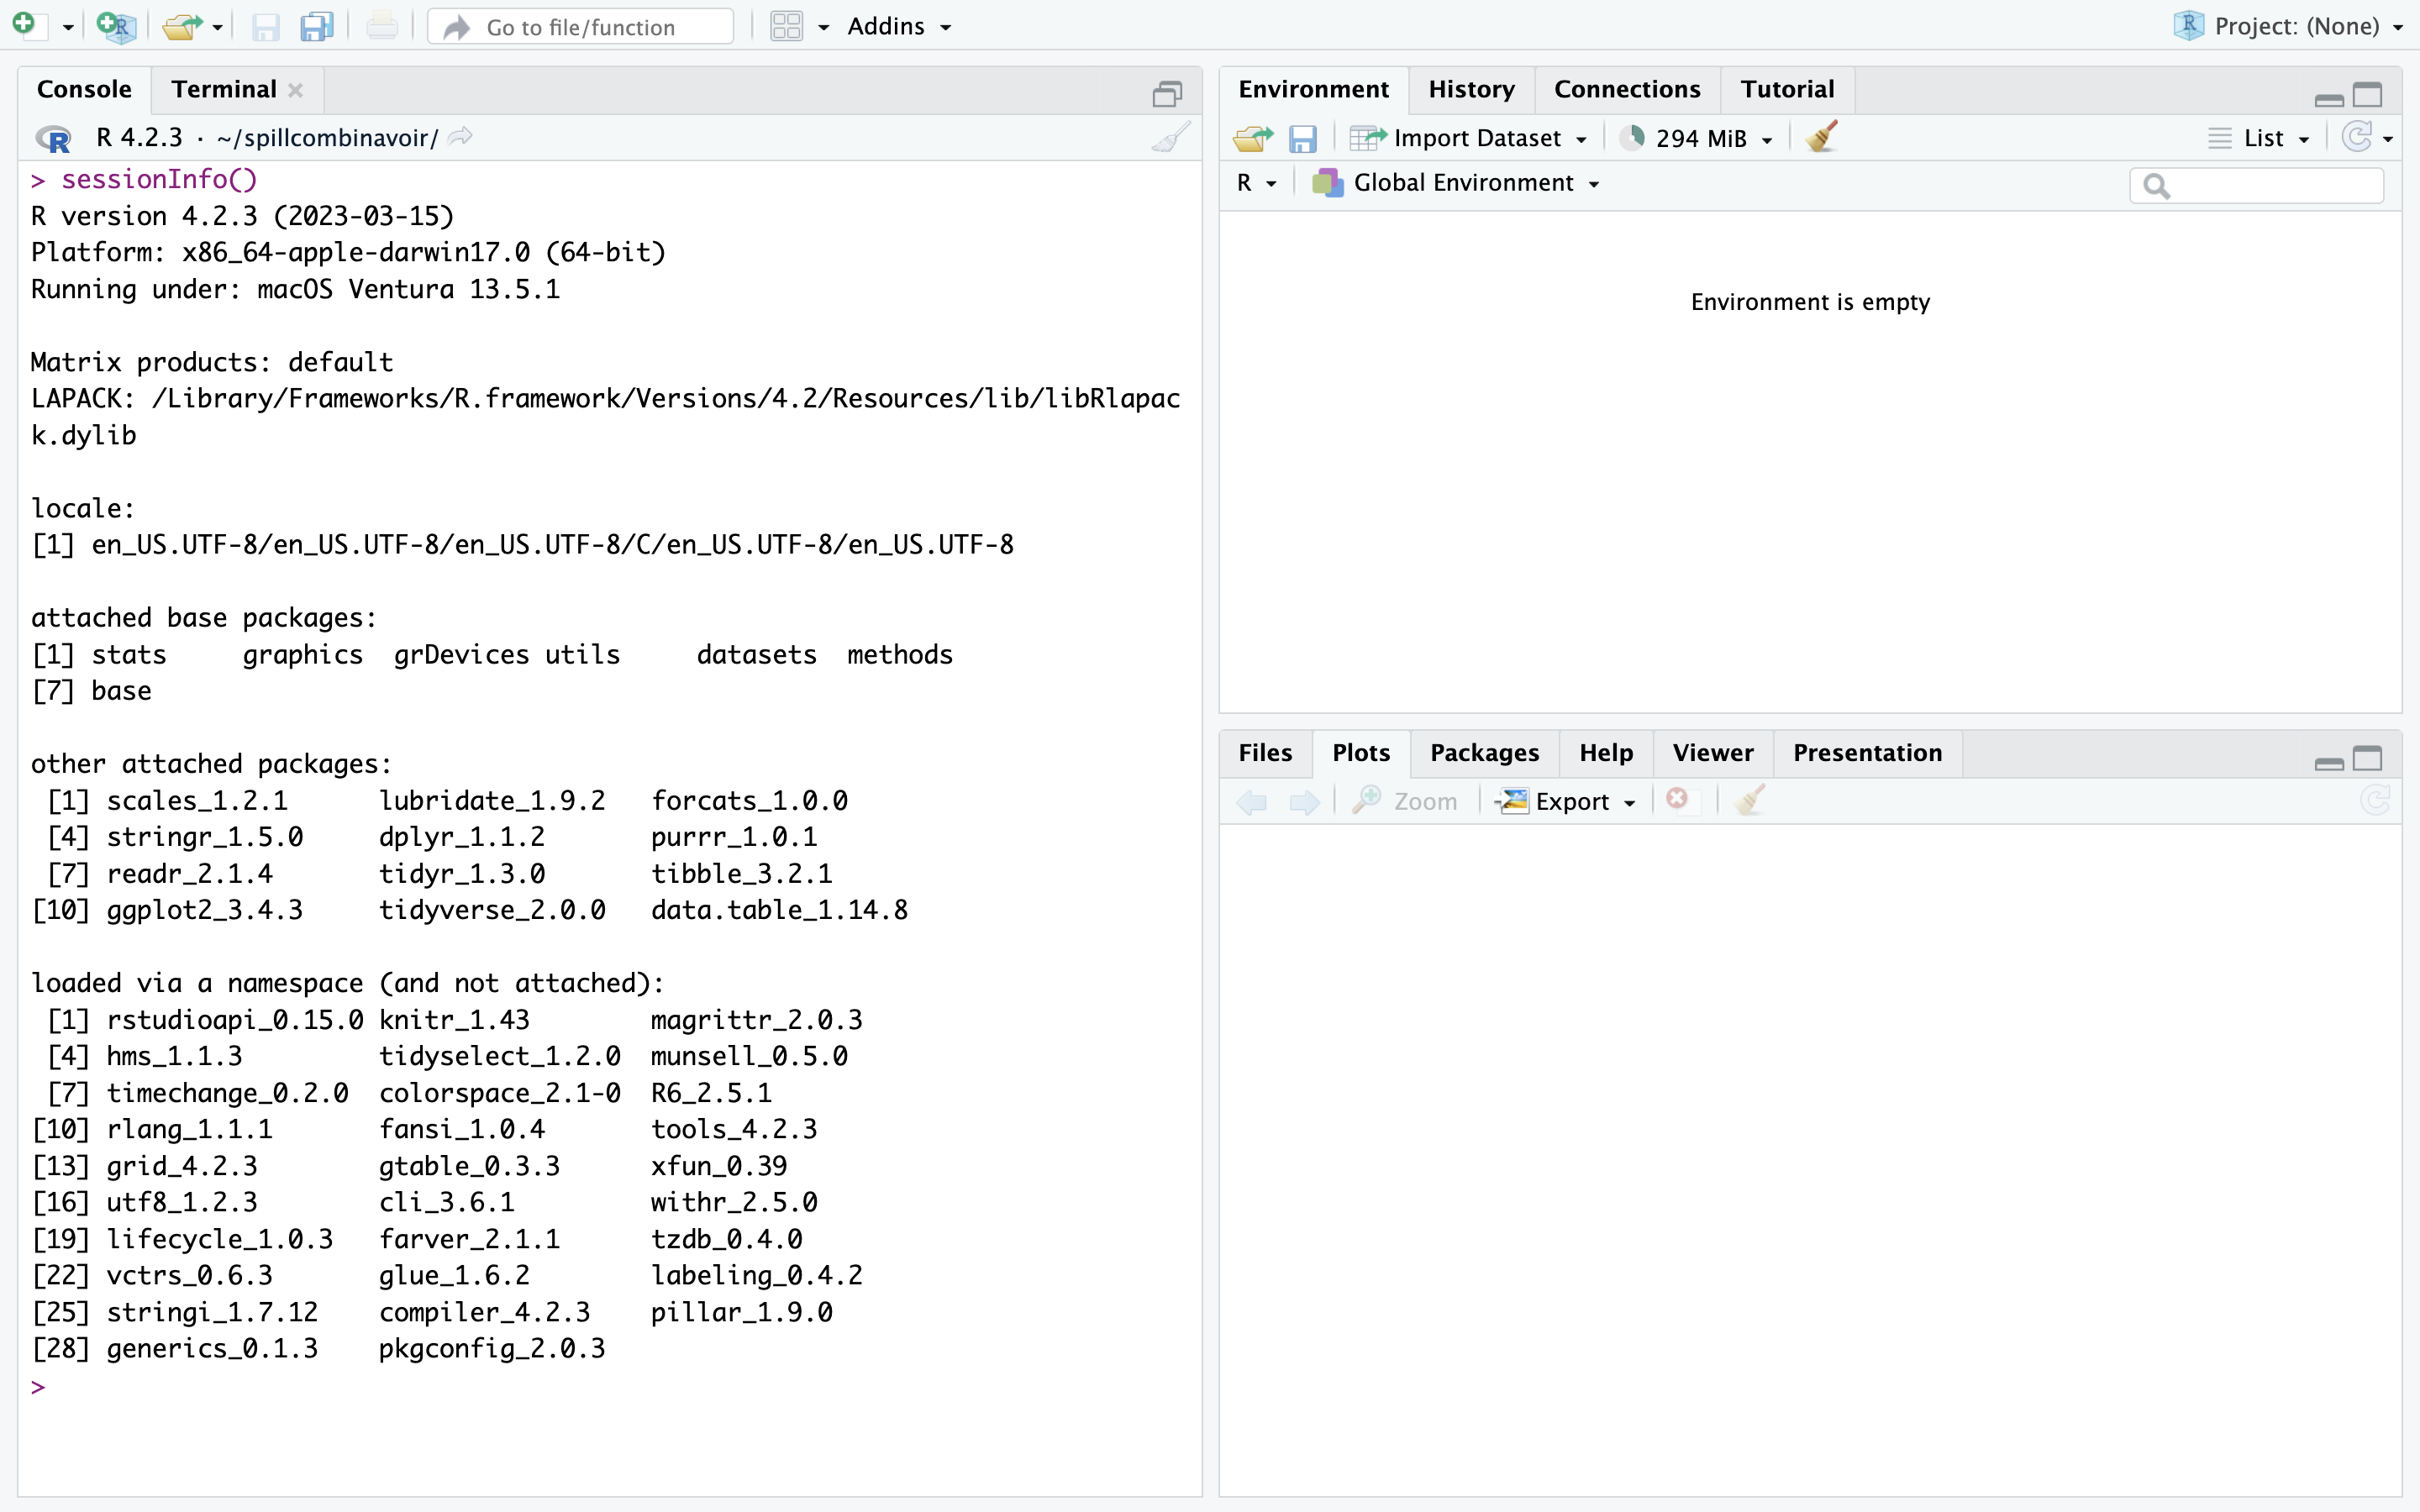 Go to file/function
Addins
Project: (None)
Console Terminal
R 4.2.3 · ~/spillcombinavoir/
> sessionInfo()
R version 4.2.3 (2023-03-15)
Platform: x86_64-apple-darwin17.0 (64-bit)
Running under: macOS Ventura 13.5.1
Matrix products: default
LAPACK: /Library/Frameworks/R.framework/Versions/4.2/Resources/lib/libRlapac
k.dylib
locale:
[1] en_US.UTF-8/en_US.UTF-8/en_US.UTF-8/C/en_US.UTF-8/en_US.UTF-8
attached base packages:
[1] stats     graphics  grDevices utils     datasets  methods
[7] base
other attached packages:
[1] scales_1.2.1      lubridate_1.9.2   forcats_1.0.0
[4] stringr_1.5.0     dplyr_1.1.2       purrr_1.0.1
[7] readr_2.1.4       tidyr_1.3.0       tibble_3.2.1
[10] ggplot2_3.4.3     tidyverse_2.0.0   data.table_1.14.8
loaded via a namespace (and not attached):
[1] rstudioapi_0.15.0 knitr_1.43        magrittr_2.0.3
[4] hms_1.1.3         tidyselect_1.2.0  munsell_0.5.0
[7] timechange_0.2.0  colorspace_2.1-0  R6_2.5.1
[10] rlang_1.1.1       fansi_1.0.4       tools_4.2.3
[13] grid_4.2.3        gtable_0.3.3      xfun_0.39
[16] utf8_1.2.3        cli_3.6.1         withr_2.5.0
[19] lifecycle_1.0.3   farver_2.1.1      tzdb_0.4.0
[22] vctrs_0.6.3       glue_1.6.2        labeling_0.4.2
[25] stringi_1.7.12    compiler_4.2.3    pillar_1.9.0
[28] generics_0.1.3    pkgconfig_2.0.3
>
Environment History Connections Tutorial
Import Dataset 294 MiB List
R Global Environment
Environment is empty
Files Plots Packages Help Viewer Presentation
Zoom Export